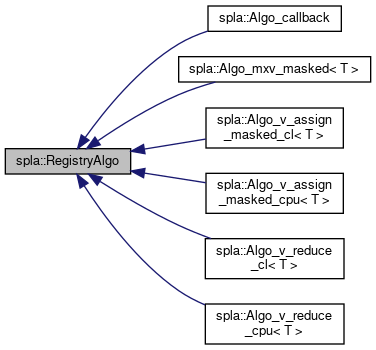 spla::Algo_callback
spla::Algo_mxv_masked< T >
spla::Algo_v_assign
_masked_cl< T >
spla::RegistryAlgo
spla::Algo_v_assign
_masked_cpu< T >
spla::Algo_v_reduce
_cl< T >
spla::Algo_v_reduce
_cpu< T >